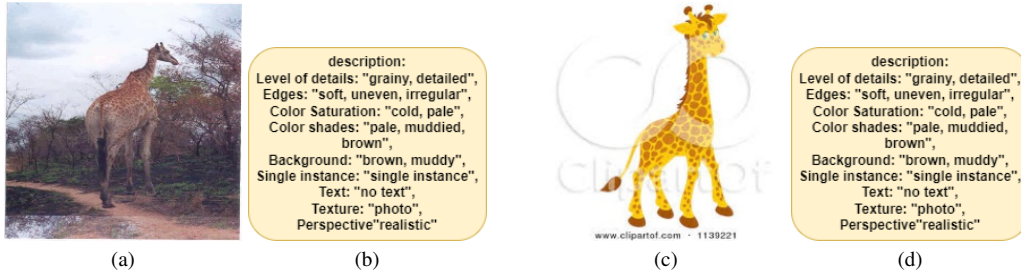 description:
Level of details: "grainy, detailed",
Edges: "soft, uneven, irregular",
Color Saturation: "cold, pale",
Color shades: "pale, muddied,
brown",
Background: "brown, muddy",
Single instance: "single instance",
Text: "no text",
Texture: "photo",
Perspective"realistic"
Clipartof
www.clipartof.com · 1139221
description:
Level of details: "grainy, detailed",
Edges: "soft, uneven, irregular",
Color Saturation: "cold, pale",
Color shades: "pale, muddied,
brown",
Background: "brown, muddy",
Single instance: "single instance",
Text: "no text",
Texture: "photo",
Perspective"realistic"
(a) (b) (c) (d)